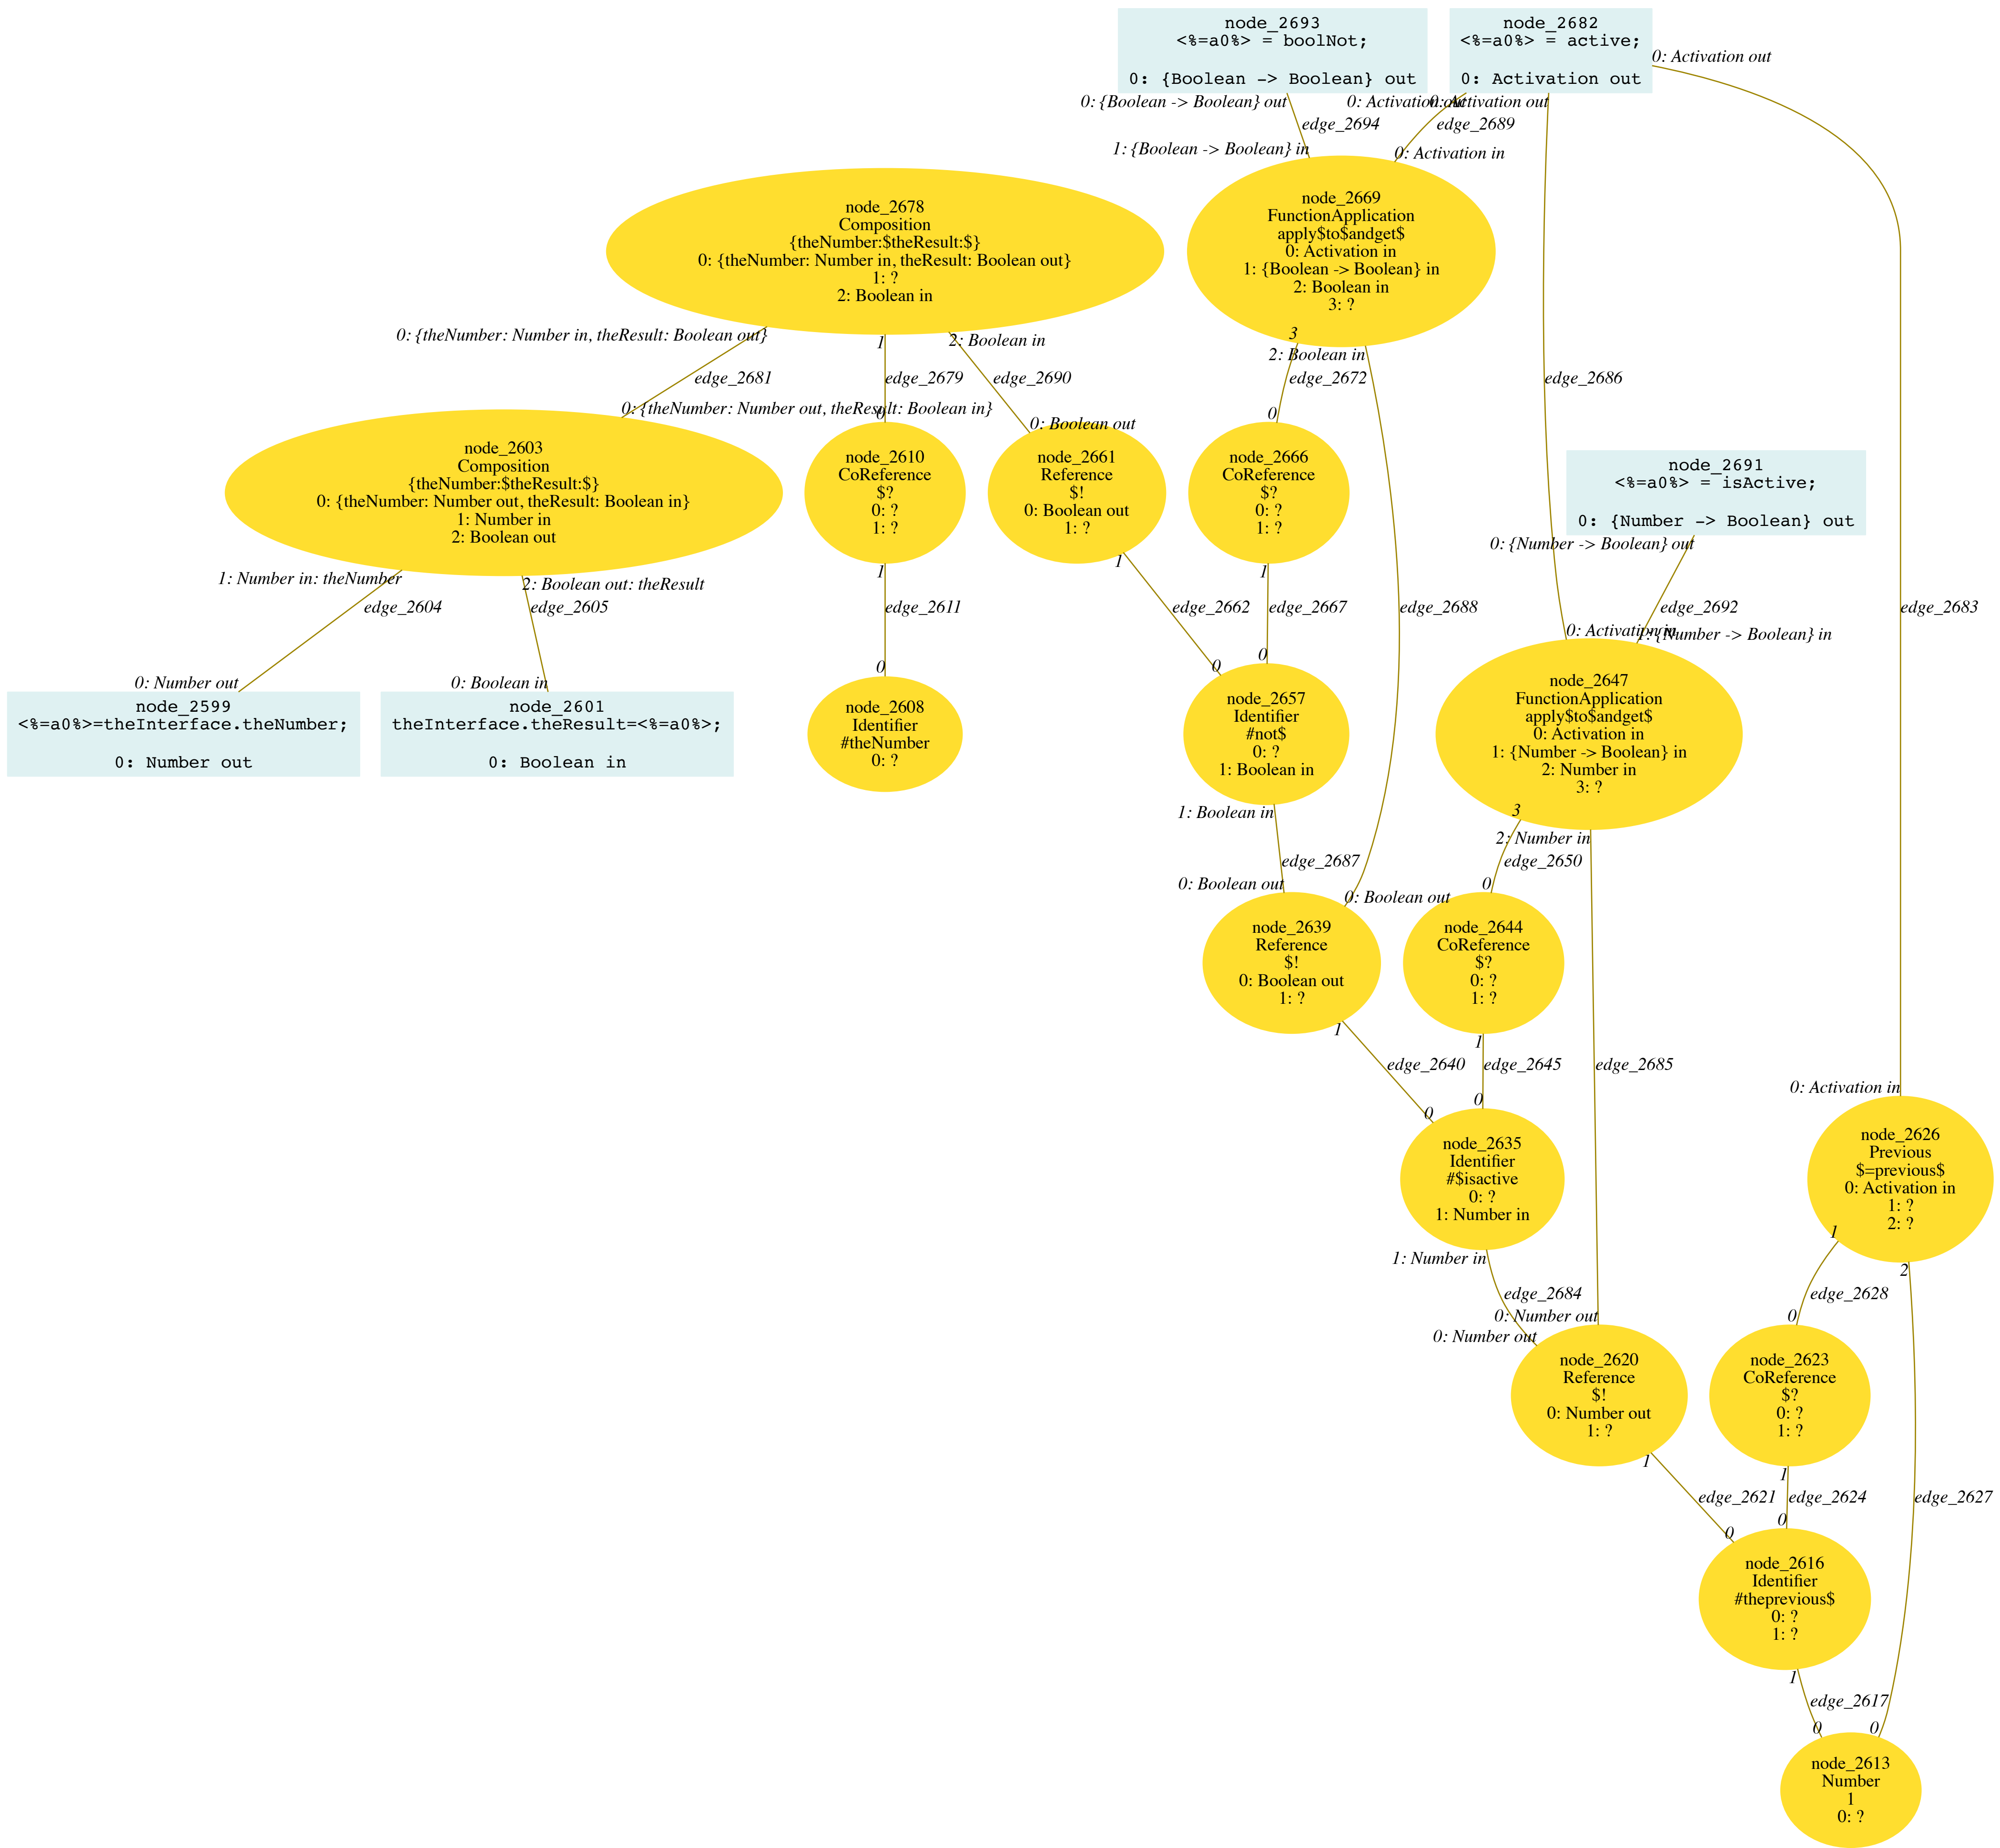 node_2693
<%=a0%> = boolNot;
0: {Boolean -> Boolean} out
node_2682
<%=a0%> = active;
0: Activation out
0: Activation out
0: {Boolean -> Boolean} out
0: Activation out
0: Activation out
edge_2694
edge_2689
1: {Boolean -> Boolean} in
0: Activation in
node_2678
Composition
{theNumber:$theResult:$}
0: {theNumber: Number in, theResult: Boolean out}
1: ?
2: Boolean in
node_2669
FunctionApplication
apply$to$andget$
0: Activation in
1: {Boolean -> Boolean} in
2: Boolean in
3: ?
0: {theNumber: Number in, theResult: Boolean out}
1
2: Boolean in
3
2: Boolean in
edge_2681
edge_2679
edge_2690
edge_2672
edge_2686
0: {theNumber: Number out, theResult: Boolean in}
0
0: Boolean out
0
node_2603
Composition
{theNumber:$theResult:$}
0: {theNumber: Number out, theResult: Boolean in}
1: Number in
2: Boolean out
node_2610
CoReference
$?
0: ?
1: ?
node_2661
Reference
$!
0: Boolean out
1: ?
node_2666
CoReference
$?
0: ?
1: ?
node_2691
<%=a0%> = isActive;
0: {Number -> Boolean} out
0: {Number -> Boolean} out
1: Number in: theNumber
2: Boolean out: theResult
1
1
1
edge_2604
edge_2605
edge_2611
edge_2662
edge_2667
edge_2688
edge_2692
edge_2683
0: Activation in
1: {Number -> Boolean} in
0: Number out
0: Boolean in
0
0
0
node_2599
<%=a0%>=theInterface.theNumber;
0: Number out
node_2601
theInterface.theResult=<%=a0%>;
0: Boolean in
node_2608
Identifier
#theNumber
0: ?
node_2657
Identifier
#not$
0: ?
1: Boolean in
node_2647
FunctionApplication
apply$to$andget$
0: Activation in
1: {Number -> Boolean} in
2: Number in
3: ?
1: Boolean in
3
2: Number in
edge_2687
edge_2650
0: Boolean out
0: Boolean out
0
node_2639
Reference
$!
0: Boolean out
1: ?
node_2644
CoReference
$?
0: ?
1: ?
1
1
edge_2640
edge_2645
edge_2685
0
0
0: Activation in
node_2635
Identifier
#$isactive
0: ?
1: Number in
node_2626
Previous
$=previous$
0: Activation in
1: ?
2: ?
1: Number in
1
2
edge_2684
edge_2628
0: Number out
0: Number out
0
node_2620
Reference
$!
0: Number out
1: ?
node_2623
CoReference
$?
0: ?
1: ?
1
1
edge_2621
edge_2624
edge_2627
0
0
node_2616
Identifier
#theprevious$
0: ?
1: ?
1
edge_2617
0
0
node_2613
Number
1
0: ?